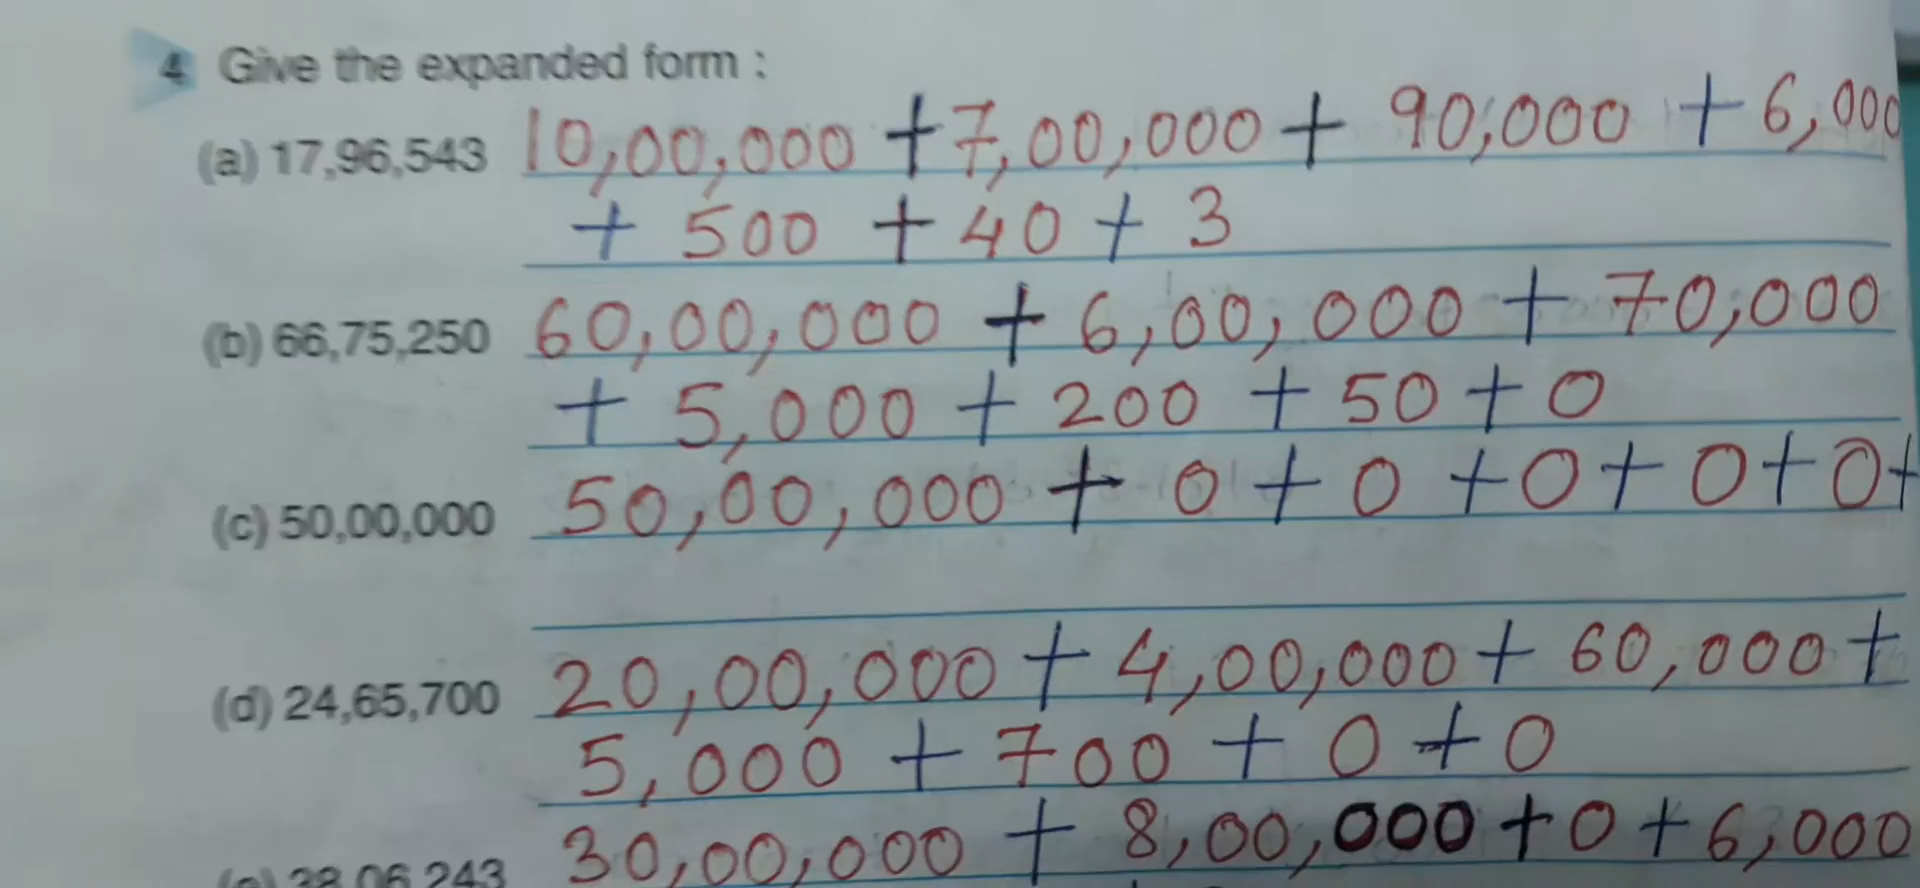 4 Give the expanded form :
(a) 17,96,543 10,00,000 + 7,00,000 + 90,000 + 6,000
+ 500 + 40 + 3
(b) 66,75,250 60,00,000 + 6,00,000 + 70,000
+ 5,000 + 200 + 50 + 0
(c) 50,00,000 50,00,000 + 0 + 0 + 0 + 0 + 0 +
(d) 24,65,700 20,00,000 + 4,00,000 + 60,000 +
5,000 + 700 + 0 + 0
(e) 38,06,243 30,00,000 + 8,00,000 + 0 + 6,000